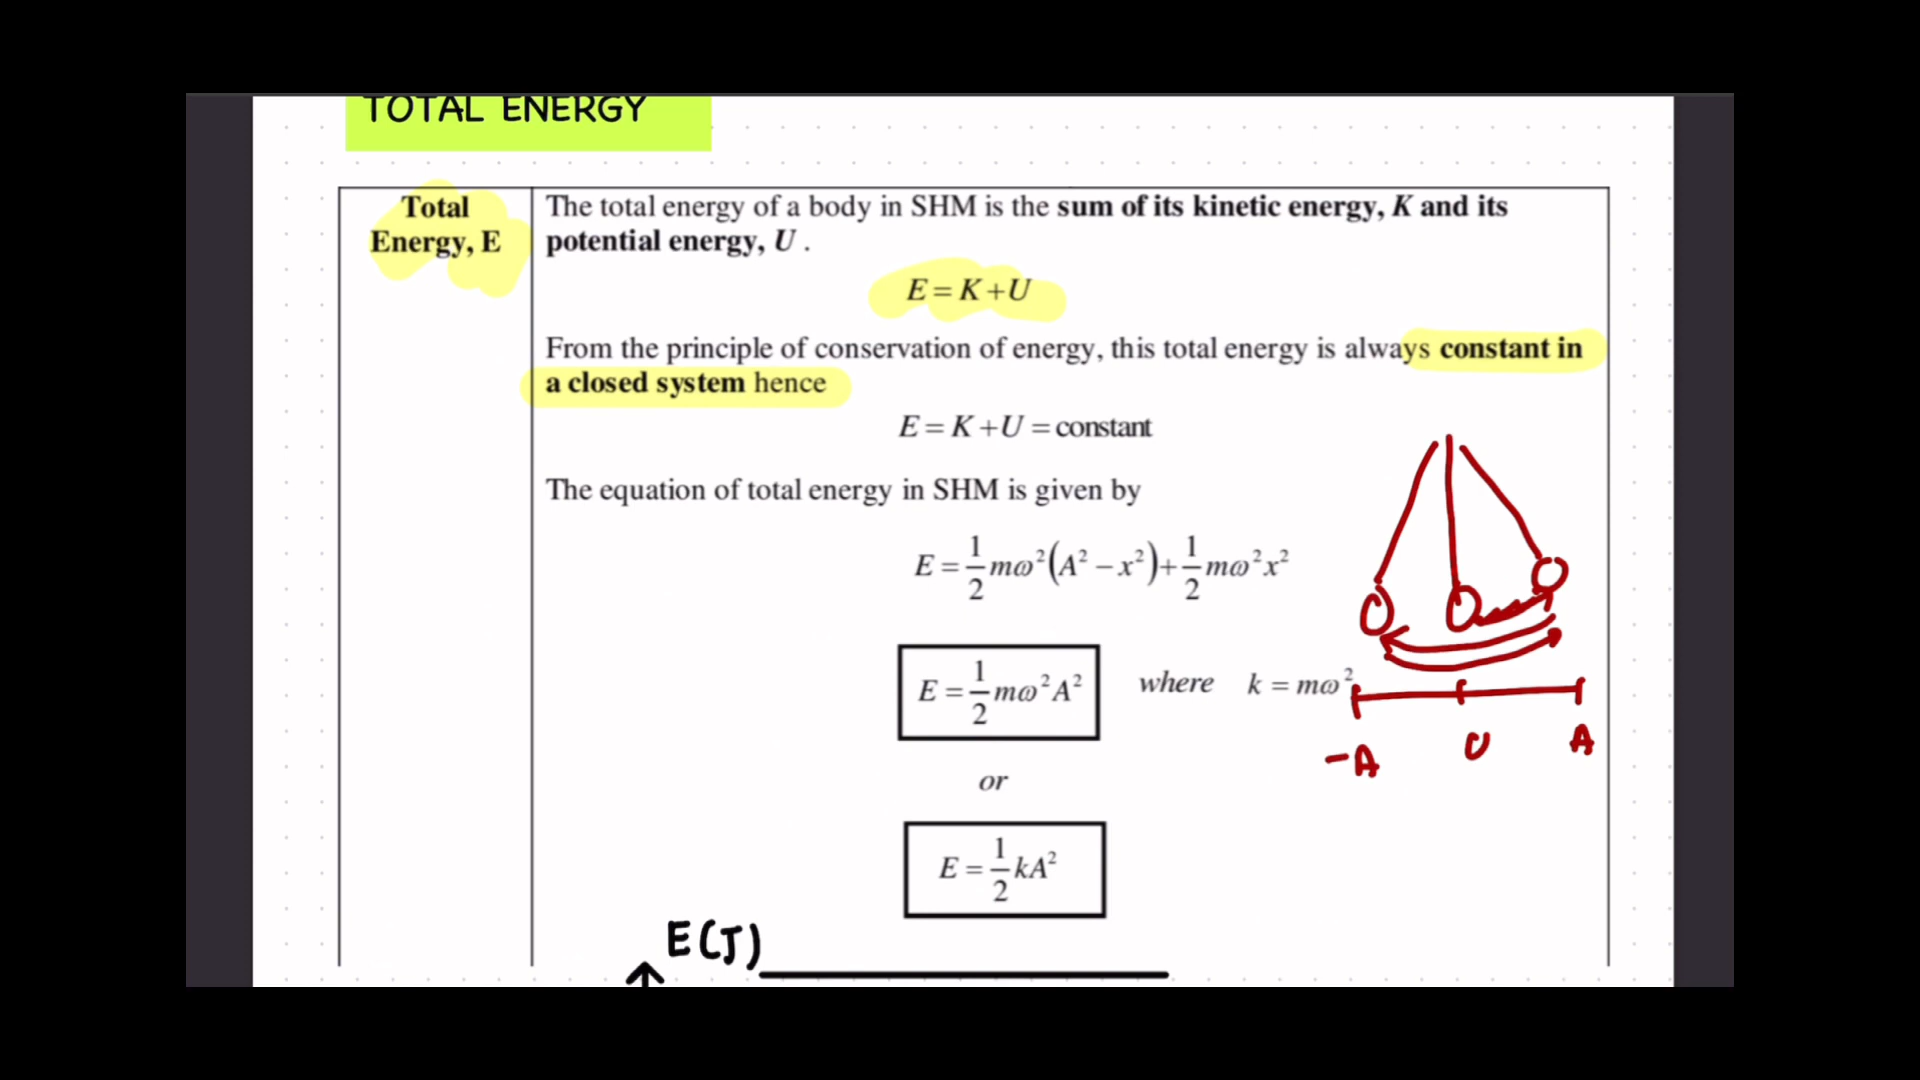 TOTAL ENERGY
Total
Energy, E
The total energy of a body in SHM is the sum of its kinetic energy, K and its
potential energy, U .
E = K + U
From the principle of conservation of energy, this total energy is always constant in
a closed system hence
E = K + U = constant
The equation of total energy in SHM is given by
E = 1/2 mω²(A² − x²) + 1/2 mω²x²
E = 1/2 mω²A² where k = mω²
-A O A
or
E = 1/2 kA²
E(J)